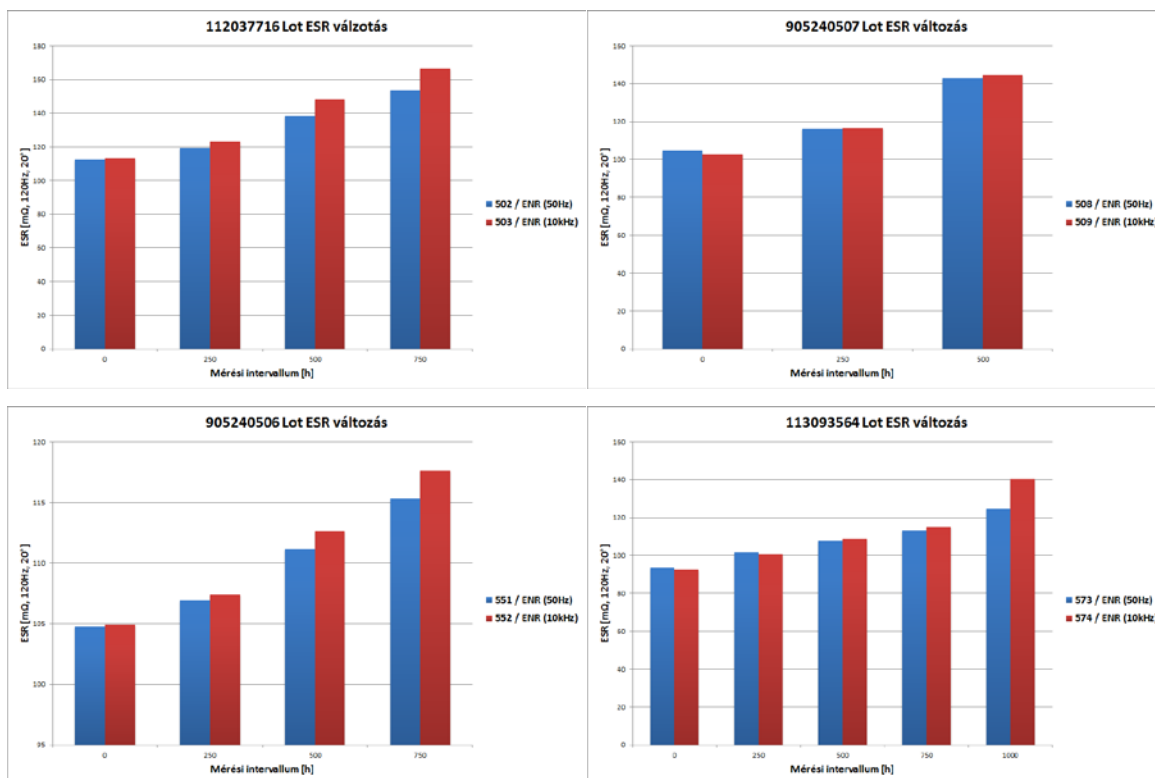 112037716 Lot ESR válzotás
ESR [mΩ, 120Hz, 20°]
180
160
140
120
100
80
60
40
20
0
0 250 500 750
Mérési intervallum [h]
502 / ENR (50Hz)
503 / ENR (10kHz)
905240507 Lot ESR változás
ESR [mΩ, 120Hz, 20°]
160
140
120
100
80
60
40
20
0
0 250 500
Mérési intervallum [h]
508 / ENR (50Hz)
509 / ENR (10kHz)
905240506 Lot ESR változás
ESR [mΩ, 120Hz, 20°]
120
115
110
105
100
95
0 250 500 750
Mérési intervallum [h]
551 / ENR (50Hz)
552 / ENR (10kHz)
113093564 Lot ESR változás
ESR [mΩ, 120Hz, 20°]
160
140
120
100
80
60
40
20
0
0 250 500 750 1000
Mérési intervallum [h]
573 / ENR (50Hz)
574 / ENR (10kHz)